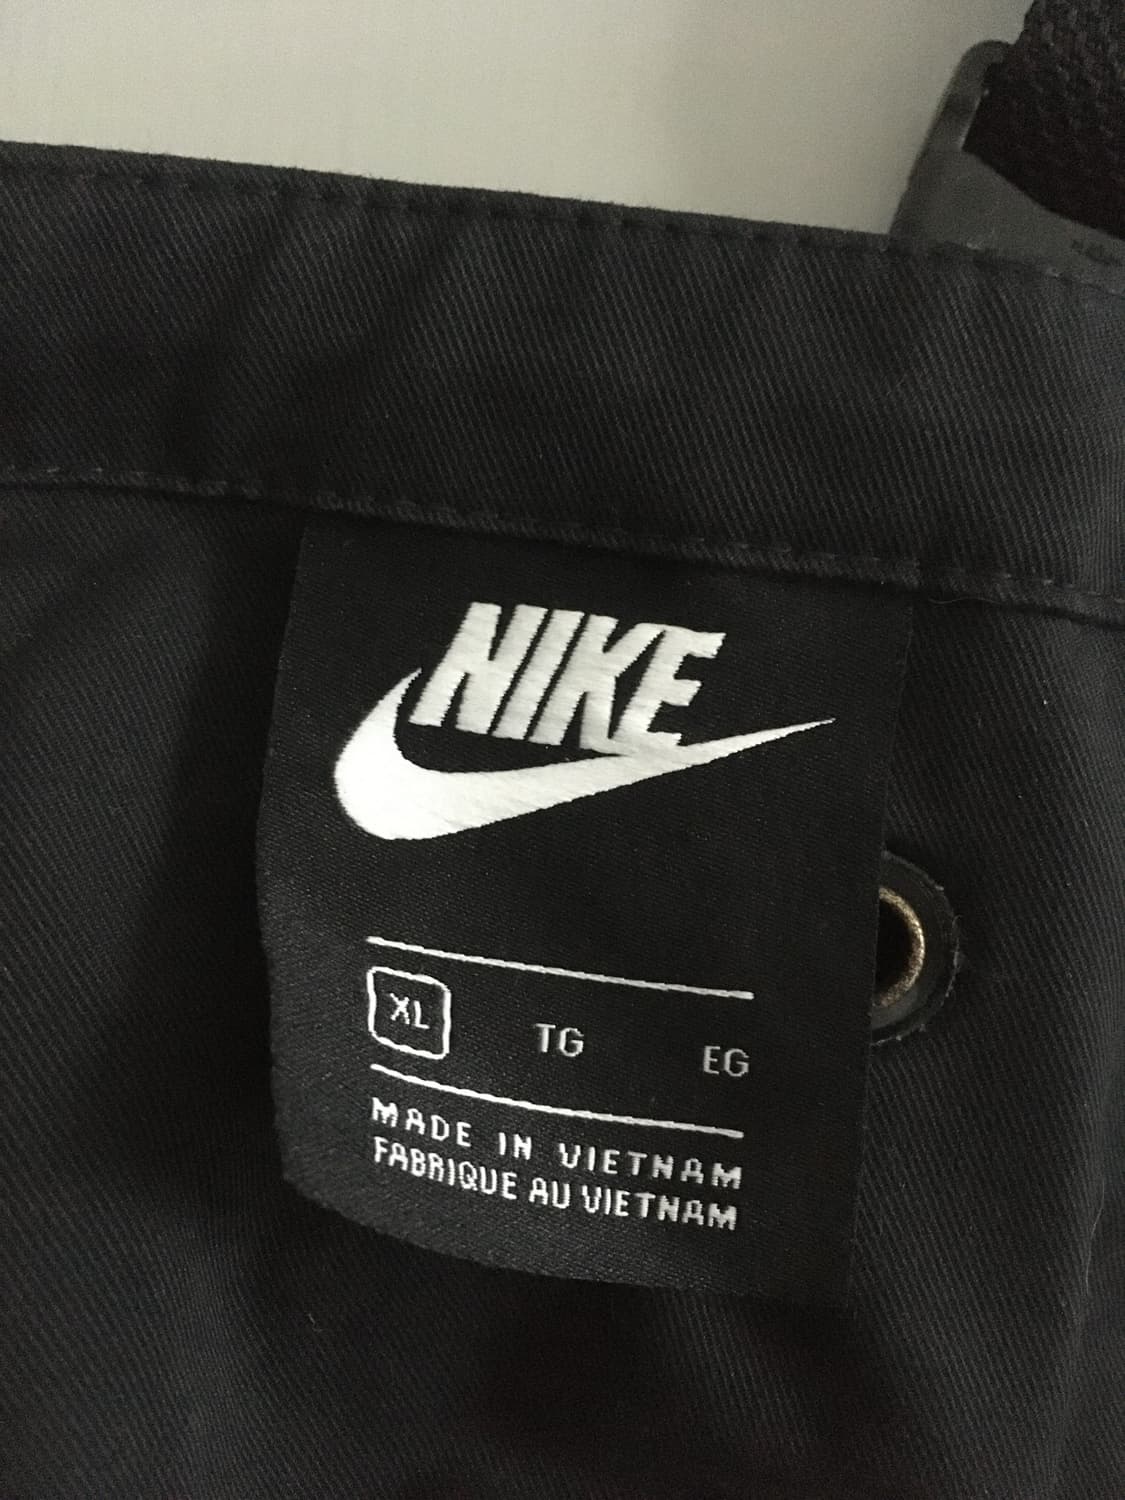 NIKE
XL TG EG
MADE IN VIETNAM
FABRIQUE AU VIETNAM